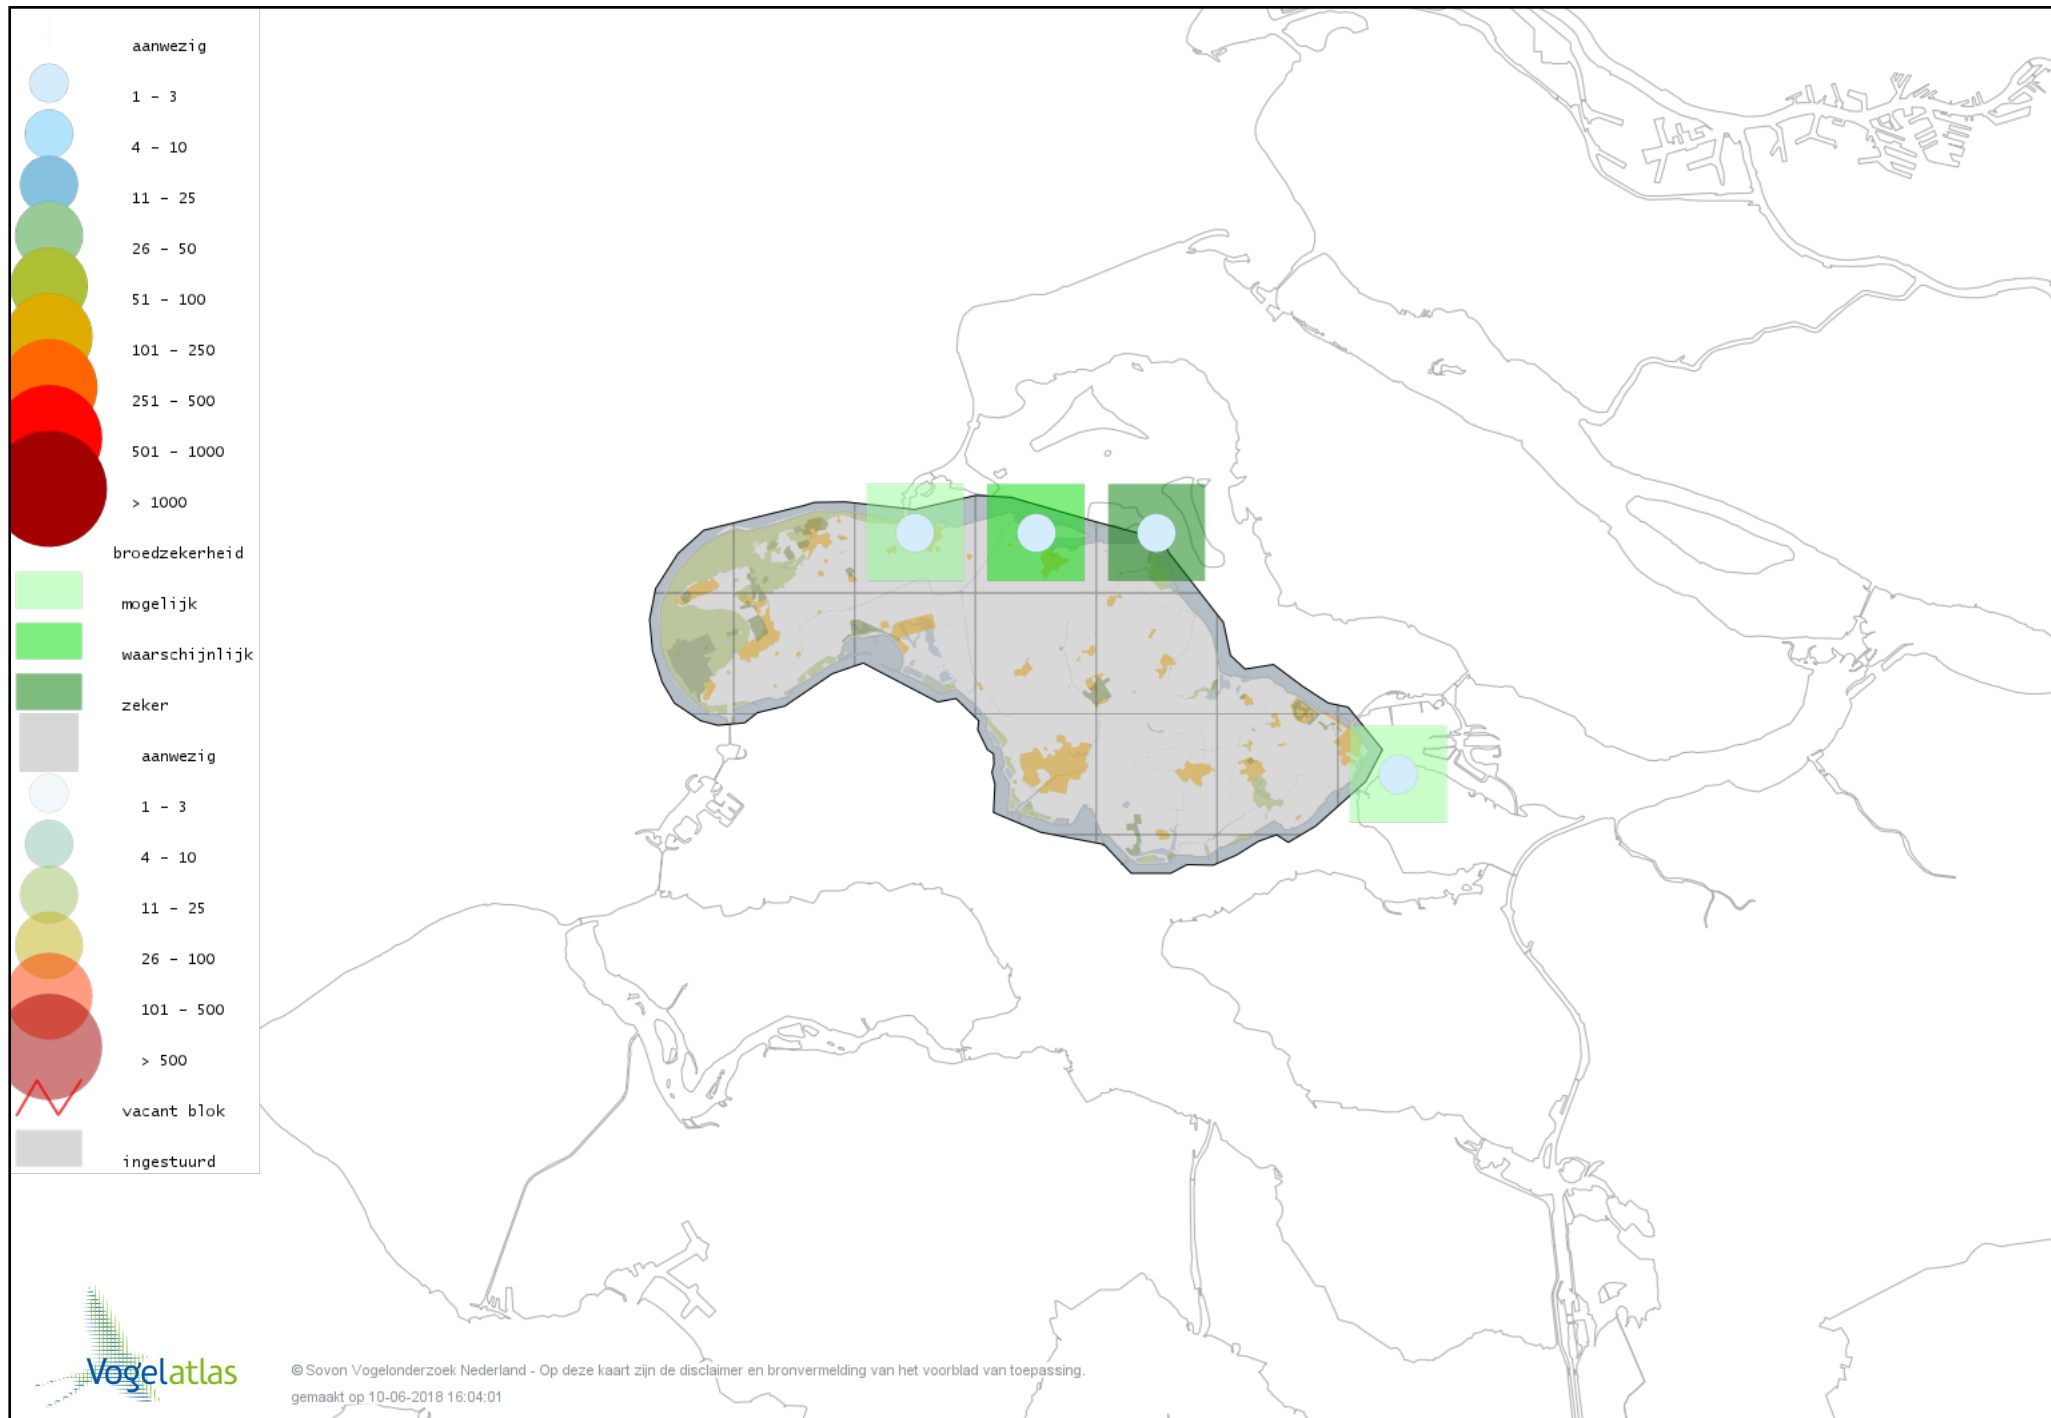 aanwezig
1 - 3
4 - 10
11 - 25
26 - 50
51 - 100
101 - 250
251 - 500
501 - 1000
> 1000
broedzekerheid
mogelijk
waarschijnlijk
zeker
aanwezig
1 - 3
4 - 10
11 - 25
26 - 100
101 - 500
> 500
vacant blok
ingestuurd
Vogelatlas
© Sovon Vogelonderzoek Nederland - Op deze kaart zijn de disclaimer en bronvermelding van het voorblad van toepassing.
gemaakt op 10-06-2018 16:04:01